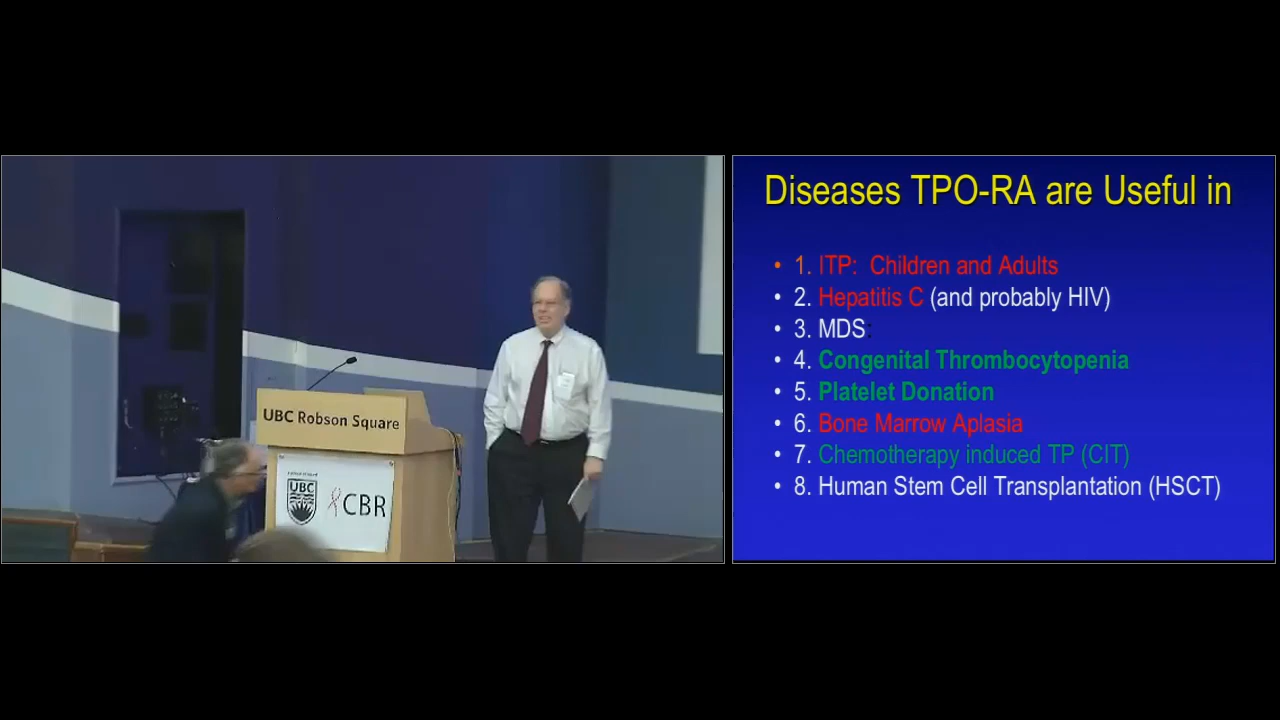 UBC Robson Square
UBC
CBR
Diseases TPO-RA are Useful in
• 1. ITP: Children and Adults
• 2. Hepatitis C (and probably HIV)
• 3. MDS:
• 4. Congenital Thrombocytopenia
• 5. Platelet Donation
• 6. Bone Marrow Aplasia
• 7. Chemotherapy induced TP (CIT)
• 8. Human Stem Cell Transplantation (HSCT)